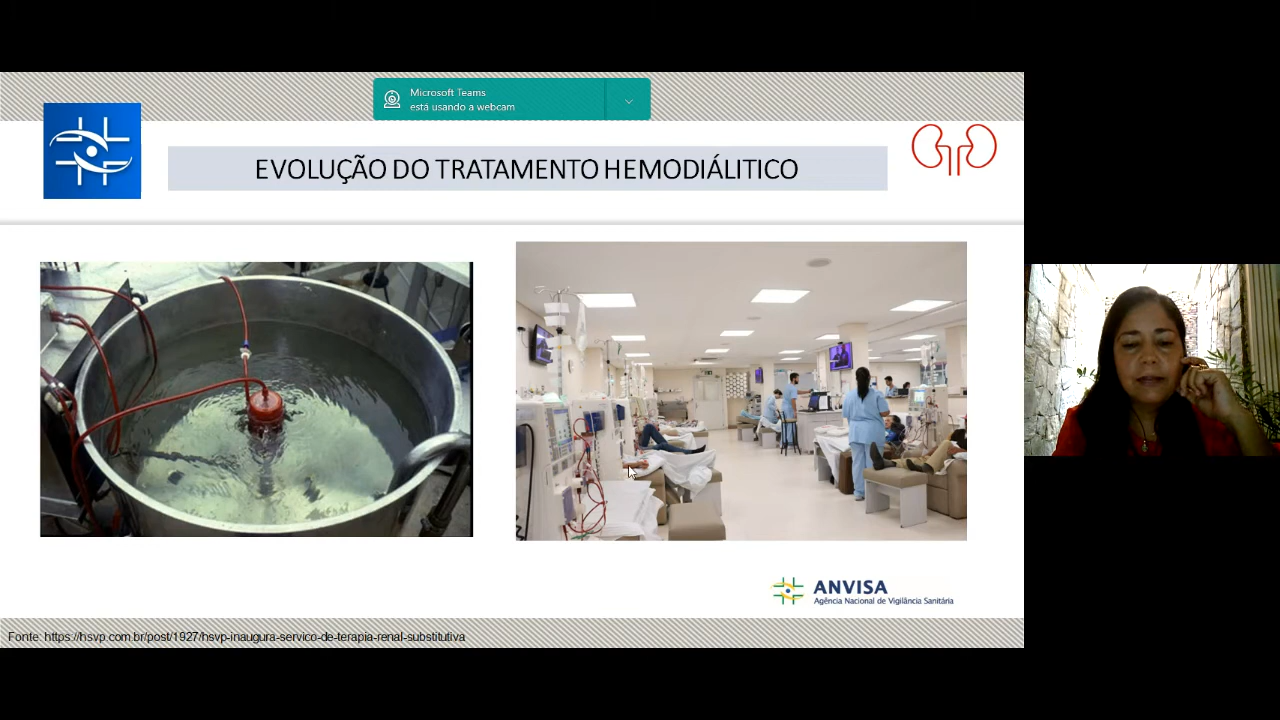 Microsoft Teams
está usando a webcam
EVOLUÇÃO DO TRATAMENTO HEMODIÁLITICO
ANVISA
Agência Nacional de Vigilância Sanitária
Fonte: https://hsvp.com.br/post/1927/hsvp-inaugura-servico-de-terapia-renal-substitutiva